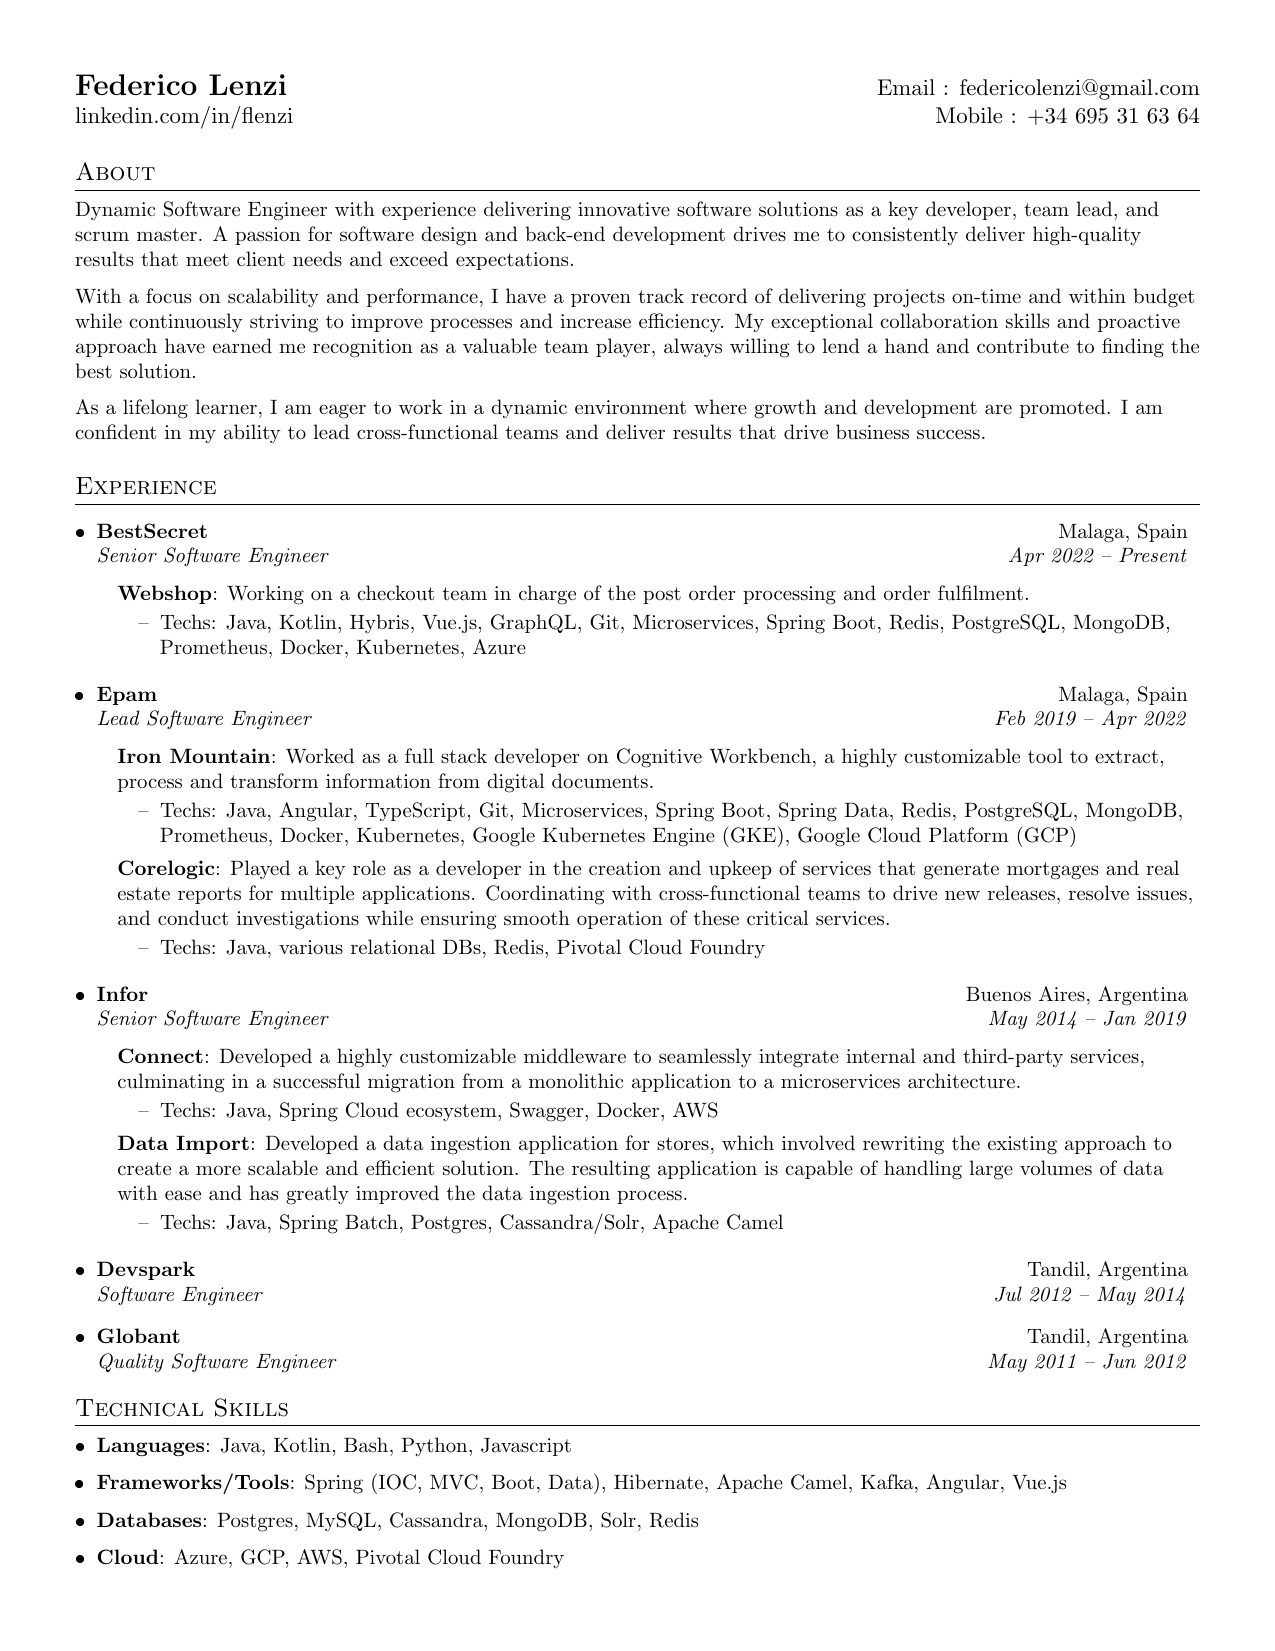 Federico Lenzi
linkedin.com/in/flenzi
Email : federicolenzi@gmail.com
Mobile : +34 695 31 63 64
About
Dynamic Software Engineer with experience delivering innovative software solutions as a key developer, team lead, and
scrum master. A passion for software design and back-end development drives me to consistently deliver high-quality
results that meet client needs and exceed expectations.
With a focus on scalability and performance, I have a proven track record of delivering projects on-time and within budget
while continuously striving to improve processes and increase efficiency. My exceptional collaboration skills and proactive
approach have earned me recognition as a valuable team player, always willing to lend a hand and contribute to finding the
best solution.
As a lifelong learner, I am eager to work in a dynamic environment where growth and development are promoted. I am
confident in my ability to lead cross-functional teams and deliver results that drive business success.
Experience
• BestSecret Malaga, Spain
Senior Software Engineer Apr 2022 – Present
Webshop: Working on a checkout team in charge of the post order processing and order fulfilment.
– Techs: Java, Kotlin, Hybris, Vue.js, GraphQL, Git, Microservices, Spring Boot, Redis, PostgreSQL, MongoDB,
Prometheus, Docker, Kubernetes, Azure
• Epam Malaga, Spain
Lead Software Engineer Feb 2019 – Apr 2022
Iron Mountain: Worked as a full stack developer on Cognitive Workbench, a highly customizable tool to extract,
process and transform information from digital documents.
– Techs: Java, Angular, TypeScript, Git, Microservices, Spring Boot, Spring Data, Redis, PostgreSQL, MongoDB,
Prometheus, Docker, Kubernetes, Google Kubernetes Engine (GKE), Google Cloud Platform (GCP)
Corelogic: Played a key role as a developer in the creation and upkeep of services that generate mortgages and real
estate reports for multiple applications. Coordinating with cross-functional teams to drive new releases, resolve issues,
and conduct investigations while ensuring smooth operation of these critical services.
– Techs: Java, various relational DBs, Redis, Pivotal Cloud Foundry
• Infor Buenos Aires, Argentina
Senior Software Engineer May 2014 – Jan 2019
Connect: Developed a highly customizable middleware to seamlessly integrate internal and third-party services,
culminating in a successful migration from a monolithic application to a microservices architecture.
– Techs: Java, Spring Cloud ecosystem, Swagger, Docker, AWS
Data Import: Developed a data ingestion application for stores, which involved rewriting the existing approach to
create a more scalable and efficient solution. The resulting application is capable of handling large volumes of data
with ease and has greatly improved the data ingestion process.
– Techs: Java, Spring Batch, Postgres, Cassandra/Solr, Apache Camel
• Devspark Tandil, Argentina
Software Engineer Jul 2012 – May 2014
• Globant Tandil, Argentina
Quality Software Engineer May 2011 – Jun 2012
Technical Skills
• Languages: Java, Kotlin, Bash, Python, Javascript
• Frameworks/Tools: Spring (IOC, MVC, Boot, Data), Hibernate, Apache Camel, Kafka, Angular, Vue.js
• Databases: Postgres, MySQL, Cassandra, MongoDB, Solr, Redis
• Cloud: Azure, GCP, AWS, Pivotal Cloud Foundry